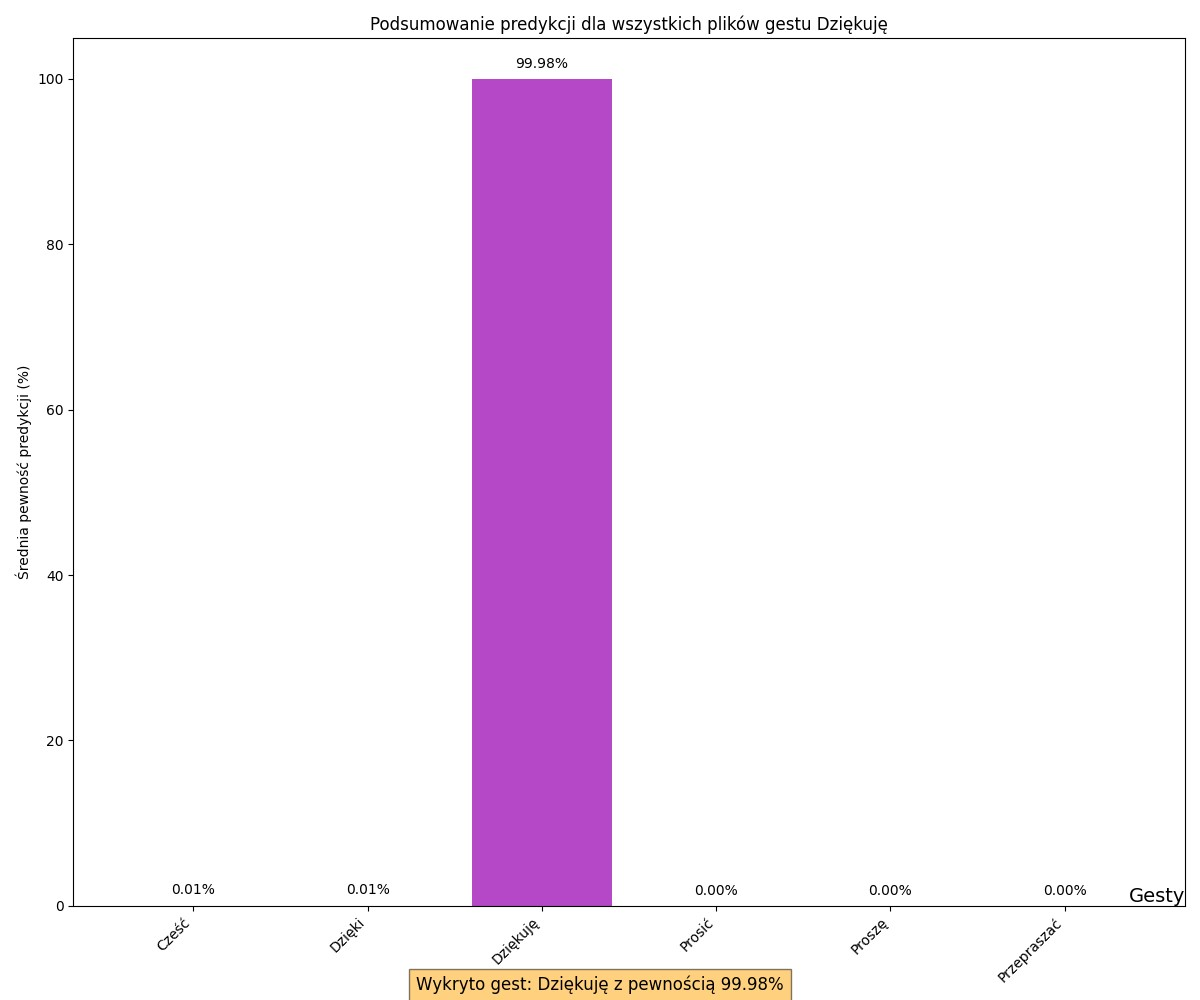 Podsumowanie predykcji dla wszystkich plików gestu Dziękuję
Średnia pewność predykcji (%)
100
80
60
40
20
0
99.98%
0.01%
0.01%
0.00%
0.00%
0.00%
Gesty
Cześć
Dzięki
Dziękuję
Prosić
Proszę
Przepraszać
Wykryto gest: Dziękuję z pewnością 99.98%